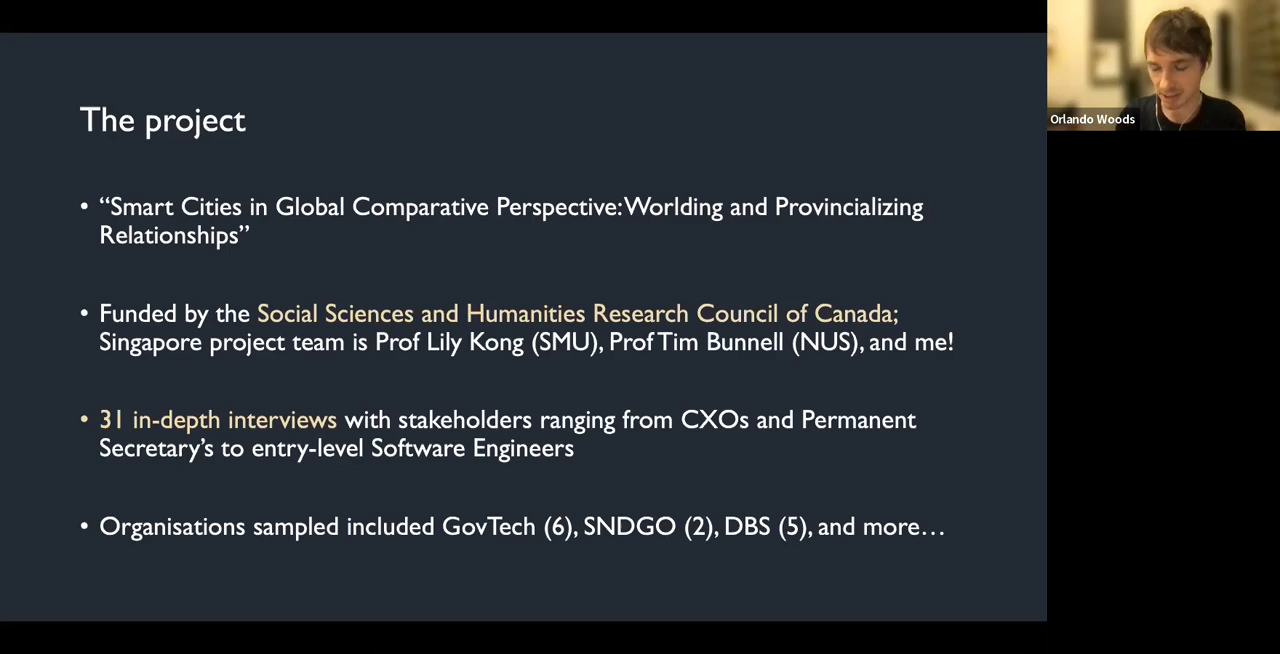 The project
• “Smart Cities in Global Comparative Perspective: Worlding and Provincializing
Relationships”
• Funded by the Social Sciences and Humanities Research Council of Canada;
Singapore project team is Prof Lily Kong (SMU), Prof Tim Bunnell (NUS), and me!
• 31 in-depth interviews with stakeholders ranging from CXOs and Permanent
Secretary’s to entry-level Software Engineers
• Organisations sampled included GovTech (6), SNDGO (2), DBS (5), and more…
Orlando Woods